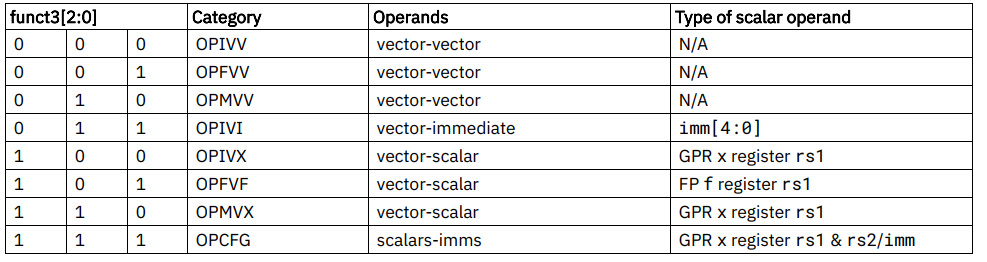 funct3[2:0] Category Operands Type of scalar operand
0 0 0 OPIVV vector-vector N/A
0 0 1 OPFVV vector-vector N/A
0 1 0 OPMVV vector-vector N/A
0 1 1 OPIVI vector-immediate imm[4:0]
1 0 0 OPIVX vector-scalar GPR x register rs1
1 0 1 OPFVF vector-scalar FP f register rs1
1 1 0 OPMVX vector-scalar GPR x register rs1
1 1 1 OPCFG scalars-imms GPR x register rs1 & rs2/imm